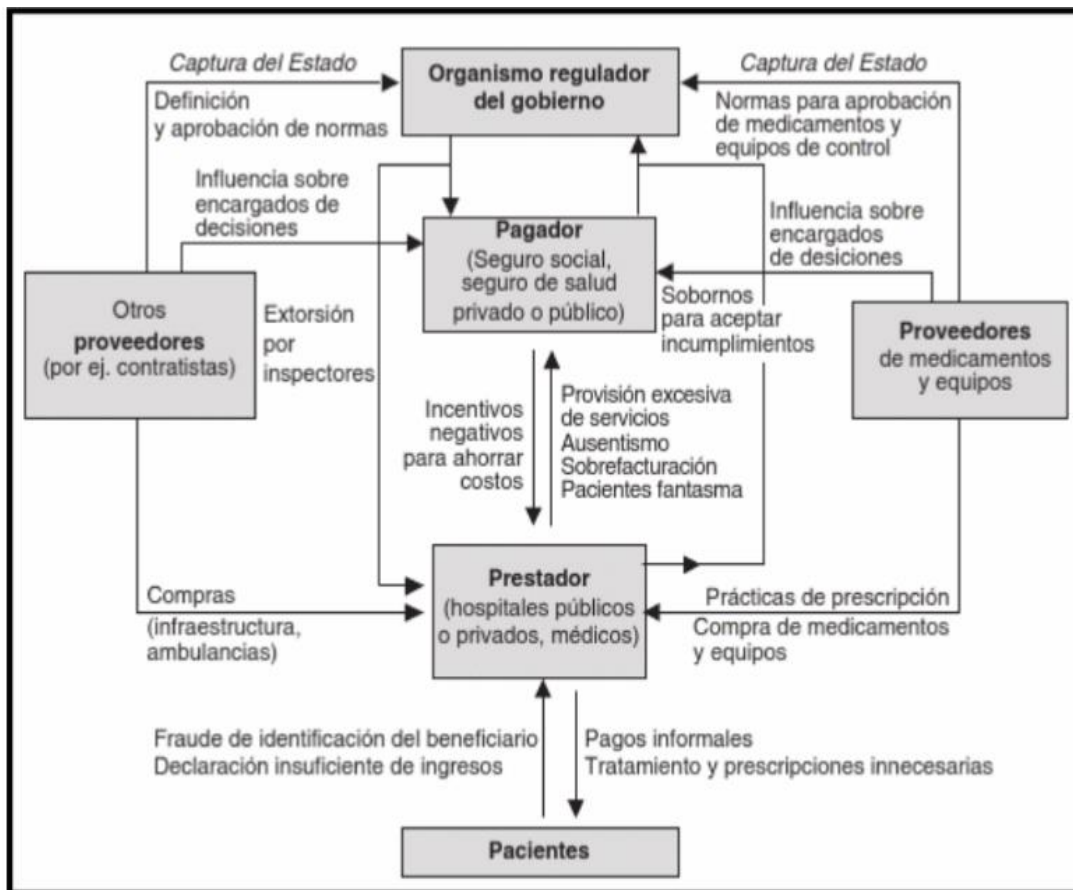 Captura del Estado
Organismo regulador
del gobierno
Captura del Estado
Definición
y aprobación de normas
Normas para aprobación
de medicamentos y
equipos de control
Influencia sobre
encargados de
decisiones
Pagador
(Seguro social,
seguro de salud
privado o público)
Influencia sobre
encargados
de desiciones
Otros
proveedores
(por ej. contratistas)
Extorsión
por
inspectores
Sobornos
para aceptar
incumplimientos
Proveedores
de medicamentos
y equipos
Incentivos
negativos
para ahorrar
costos
Provisión excesiva
de servicios
Ausentismo
Sobrefacturación
Pacientes fantasma
Compras
(infraestructura,
ambulancias)
Prestador
(hospitales públicos
o privados, médicos)
Prácticas de prescripción
Compra de medicamentos
y equipos
Fraude de identificación del beneficiario
Declaración insuficiente de ingresos
Pagos informales
Tratamiento y prescripciones innecesarias
Pacientes